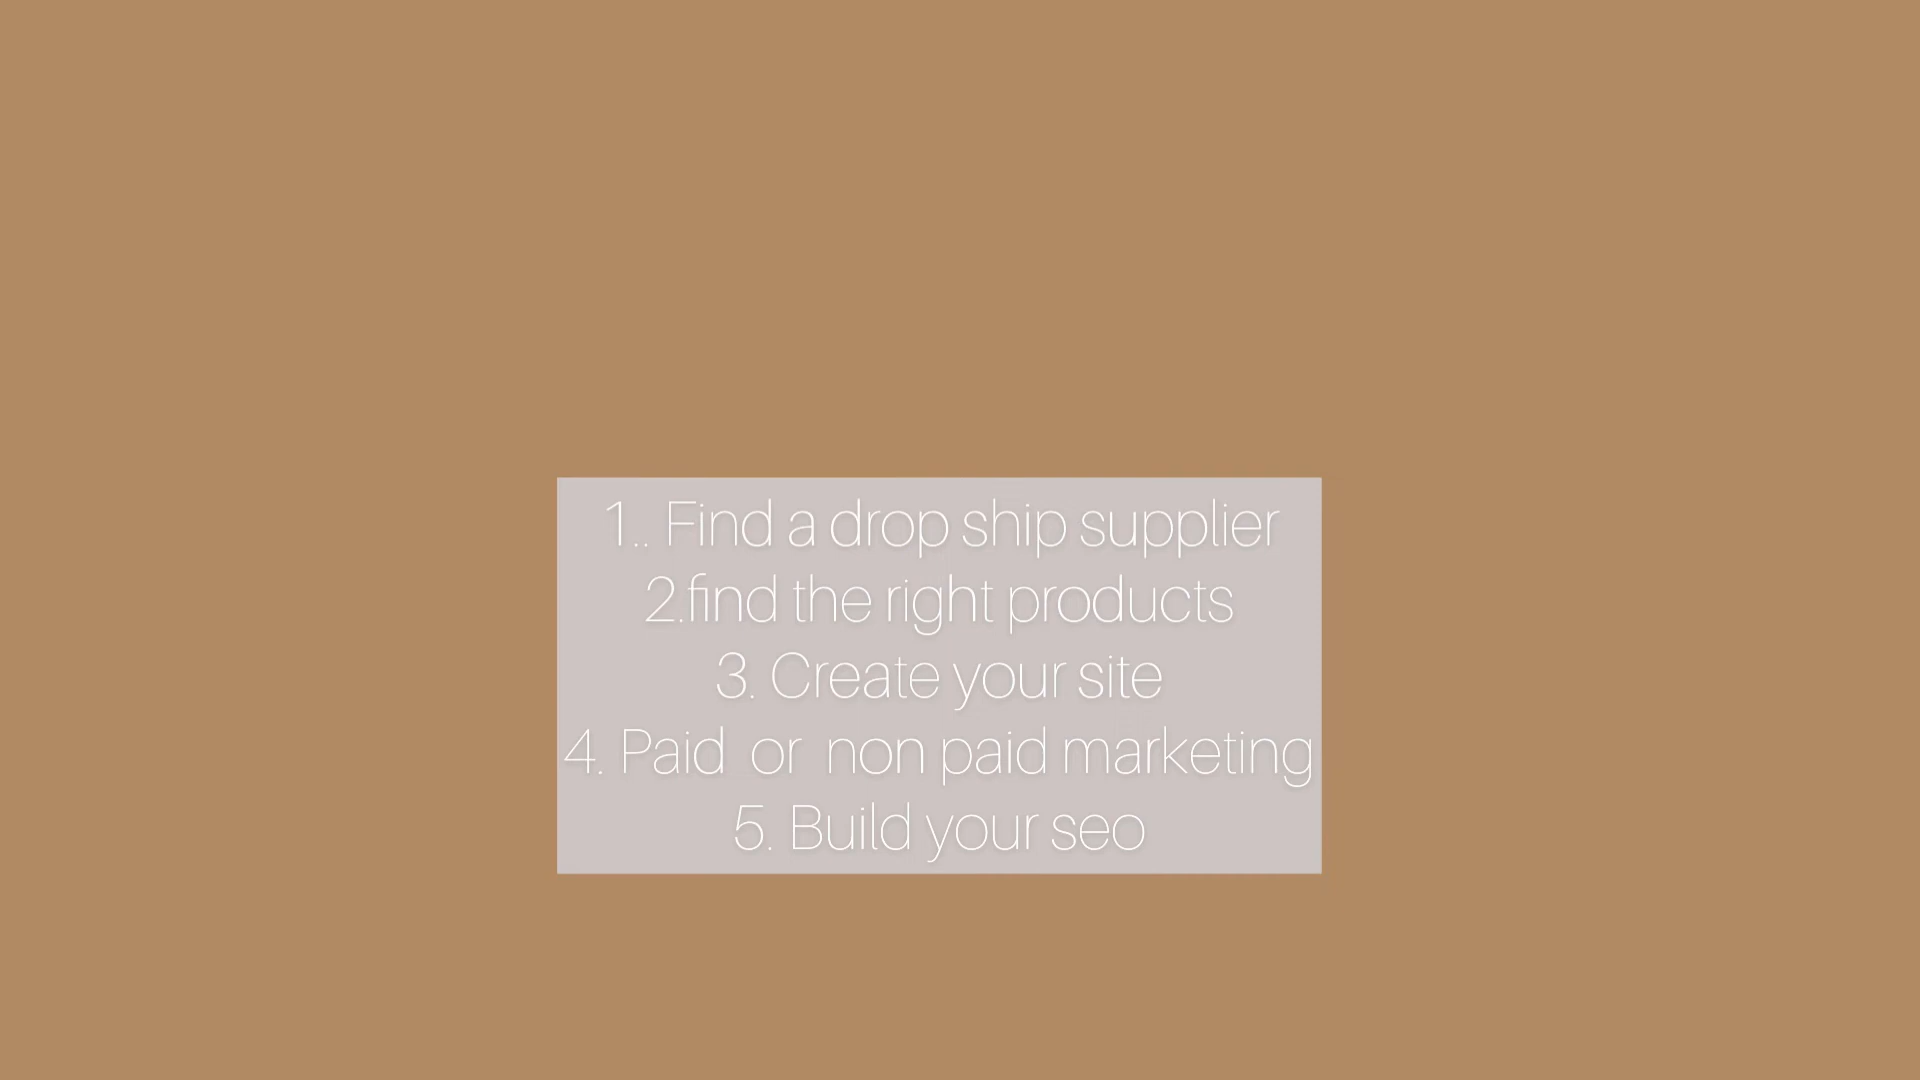 1.. Find a drop ship supplier
2.find the right products
3. Create your site
4. Paid  or  non paid marketing
5. Build your seo